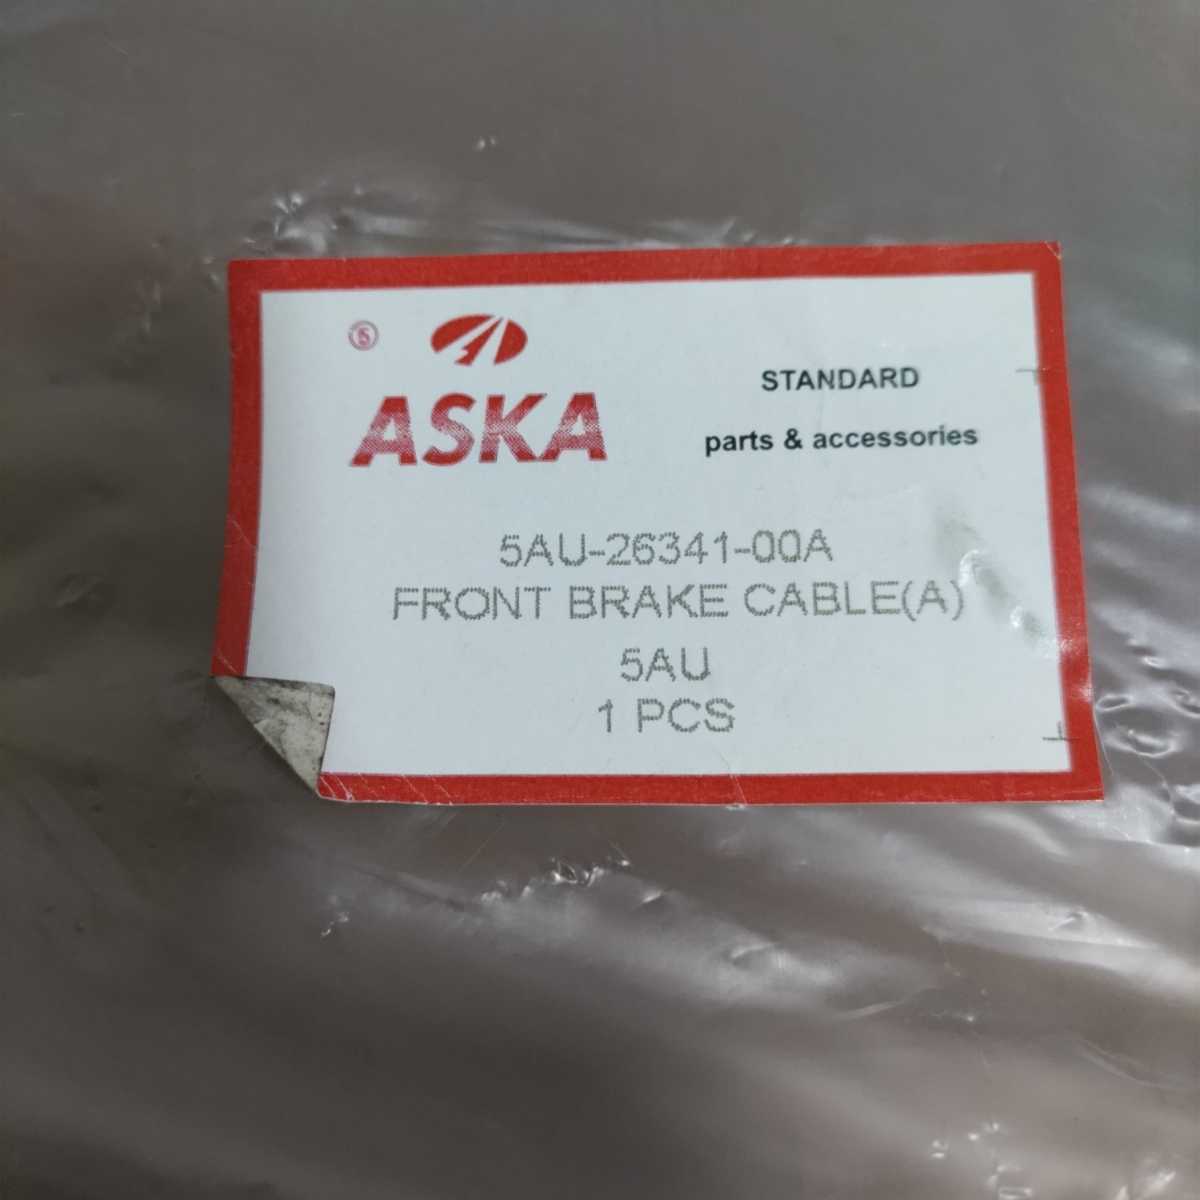 ASKA
STANDARD
parts & accessories
5AU-26341-00A
FRONT BRAKE CABLE(A)
5AU
1 PCS